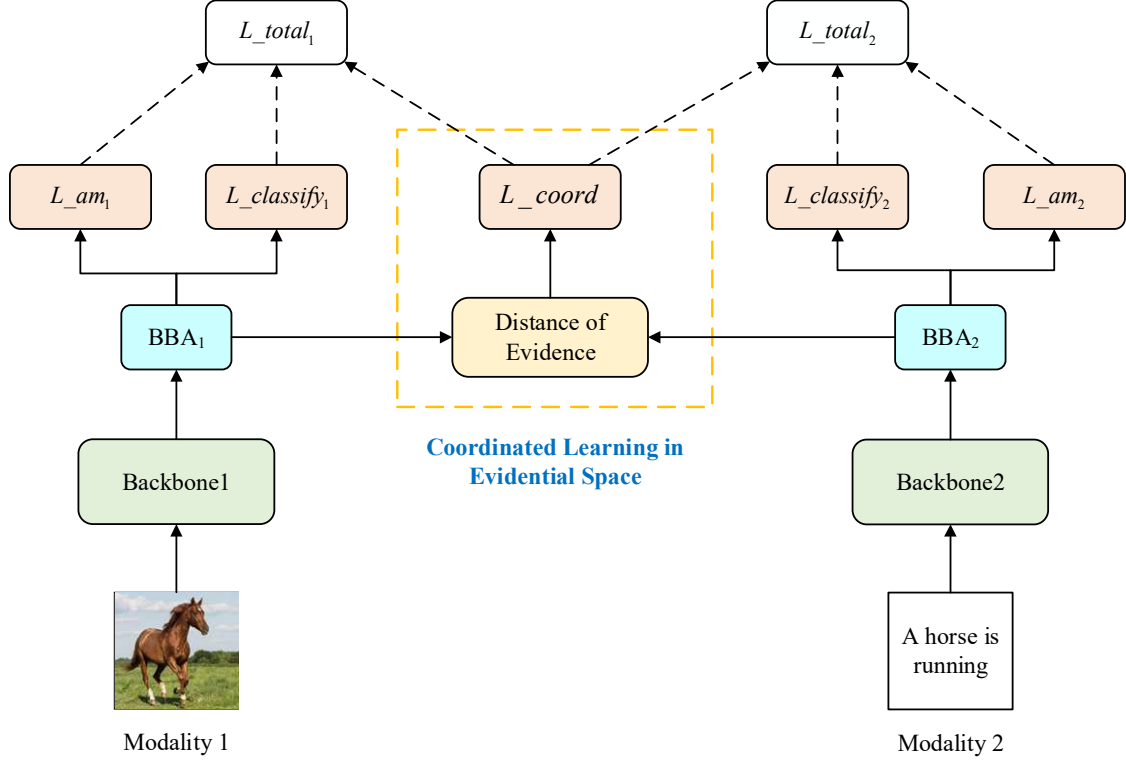 L_total₁
L_total₂
L_am₁
L_classify₁
L_coord
L_classify₂
L_am₂
BBA₁
Distance of
Evidence
BBA₂
Coordinated Learning in
Evidential Space
Backbone1
Backbone2
A horse is
running
Modality 1
Modality 2